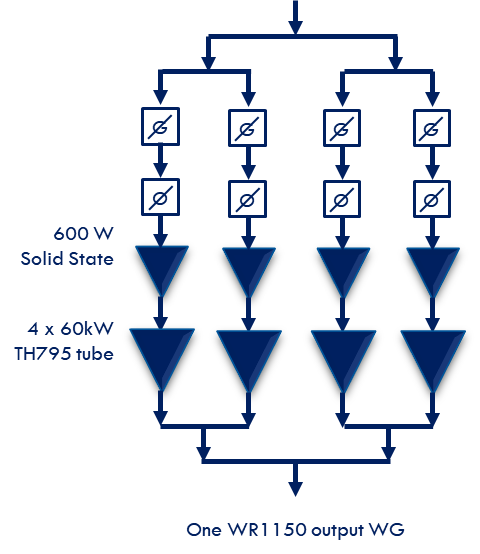 G
G
G
G
Ø
Ø
Ø
Ø
600 W
Solid State
4 x 60kW
TH795 tube
One WR1150 output WG